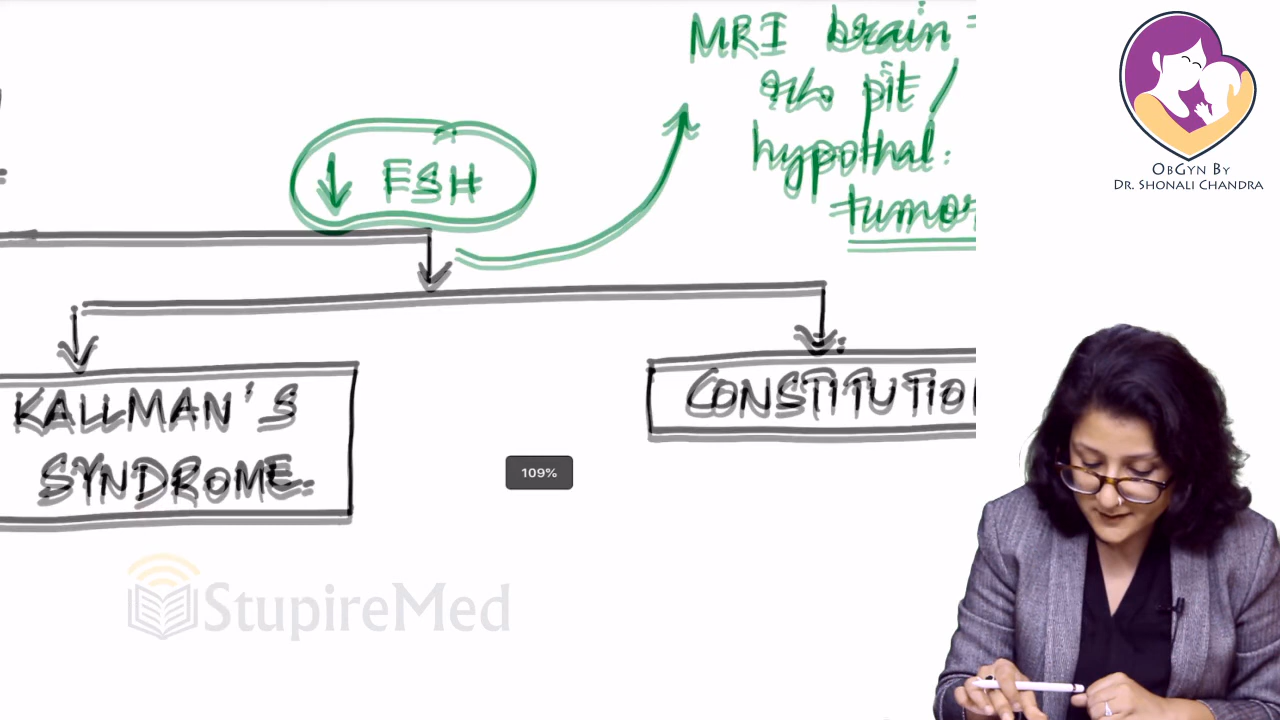 MRI brain =
r/o pit /
hypothal:
tumor
↓ FSH
KALLMAN'S
SYNDROME.
CONSTITUTIO
109%
StupireMed
OBGYN BY
DR. SHONALI CHANDRA